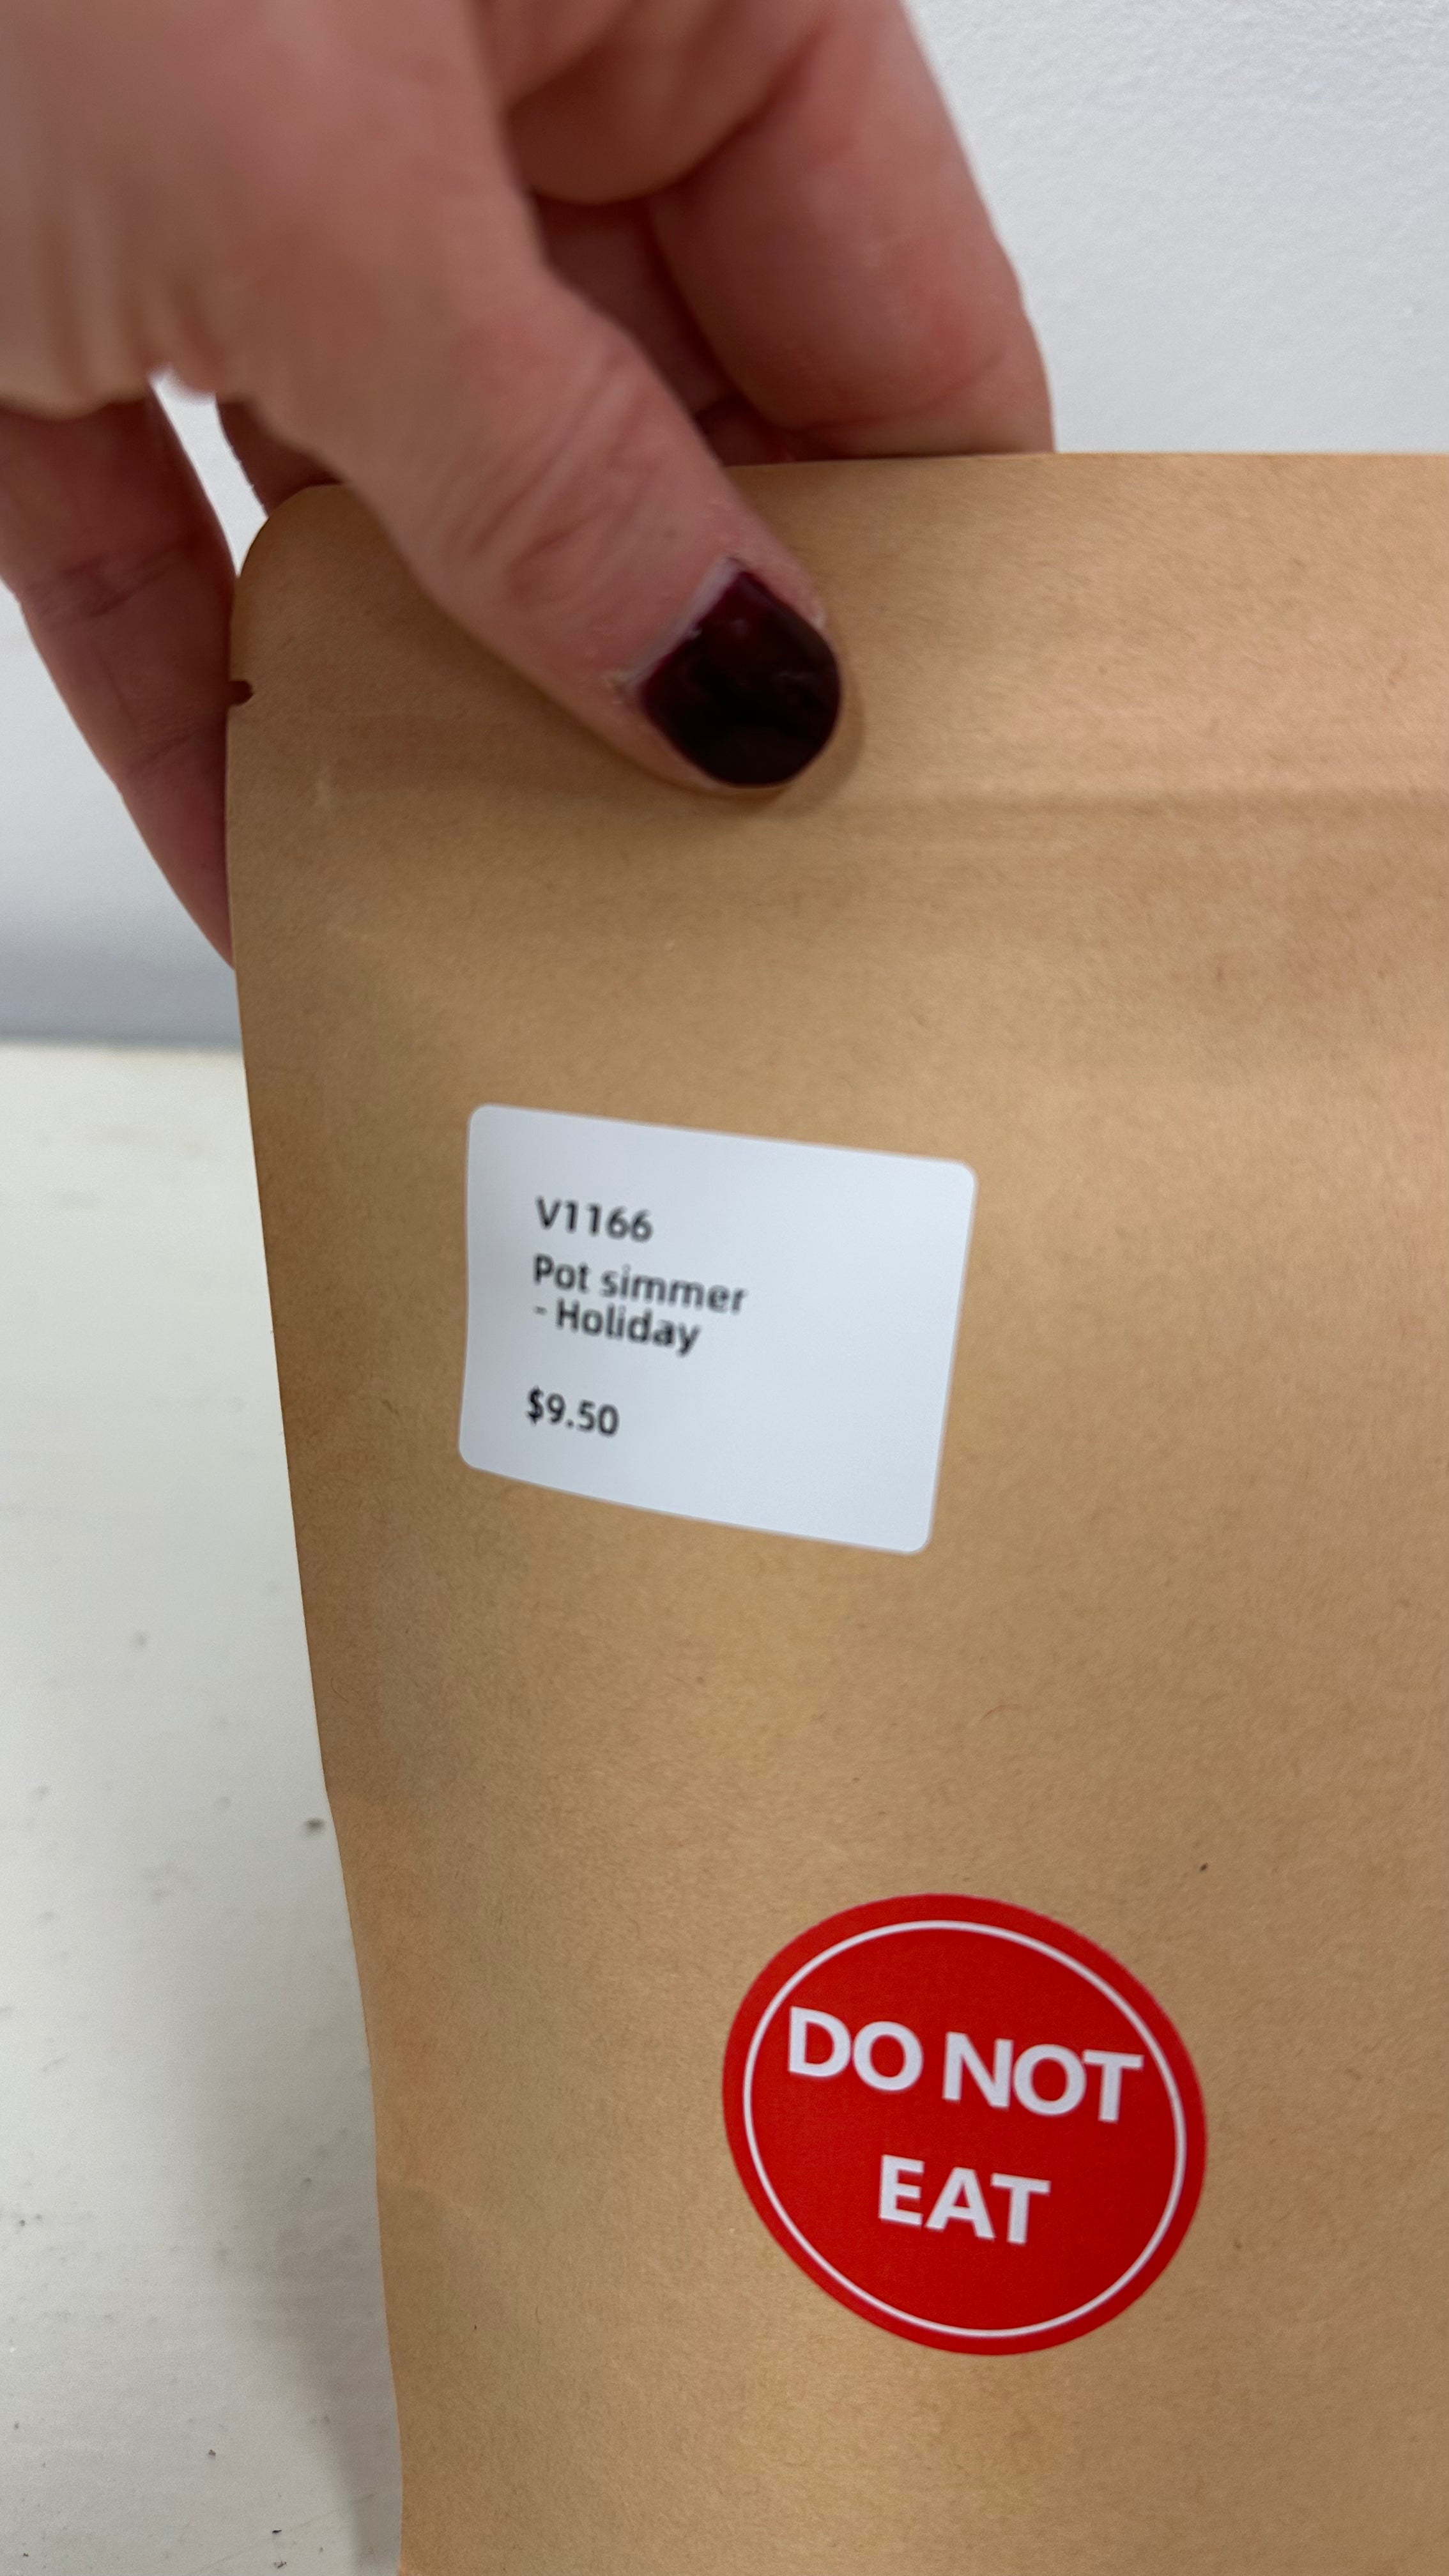 V1166
Pot simmer
- Holiday
$9.50
DO NOT
EAT